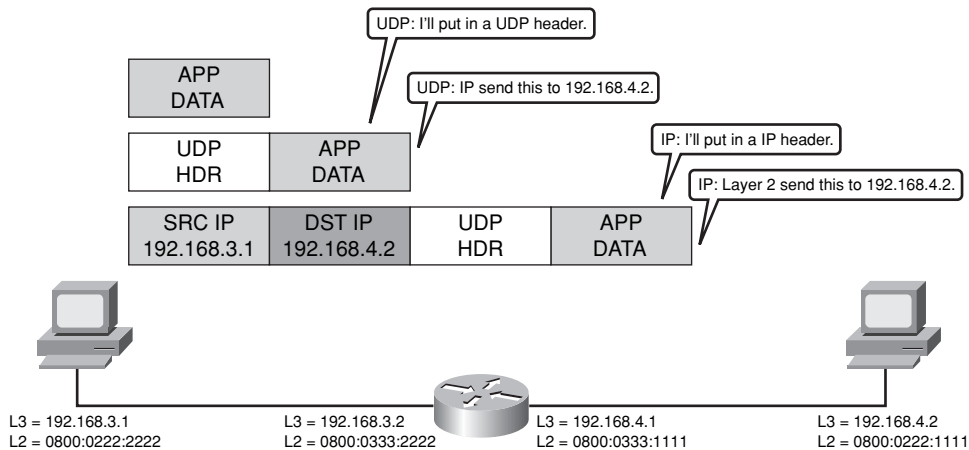 UDP: I'll put in a UDP header.
APP
DATA
UDP: IP send this to 192.168.4.2.
UDP
HDR
APP
DATA
IP: I'll put in a IP header.
IP: Layer 2 send this to 192.168.4.2.
SRC IP
192.168.3.1
DST IP
192.168.4.2
UDP
HDR
APP
DATA
L3 = 192.168.3.1
L2 = 0800:0222:2222
L3 = 192.168.3.2
L2 = 0800:0333:2222
L3 = 192.168.4.1
L2 = 0800:0333:1111
L3 = 192.168.4.2
L2 = 0800:0222:1111